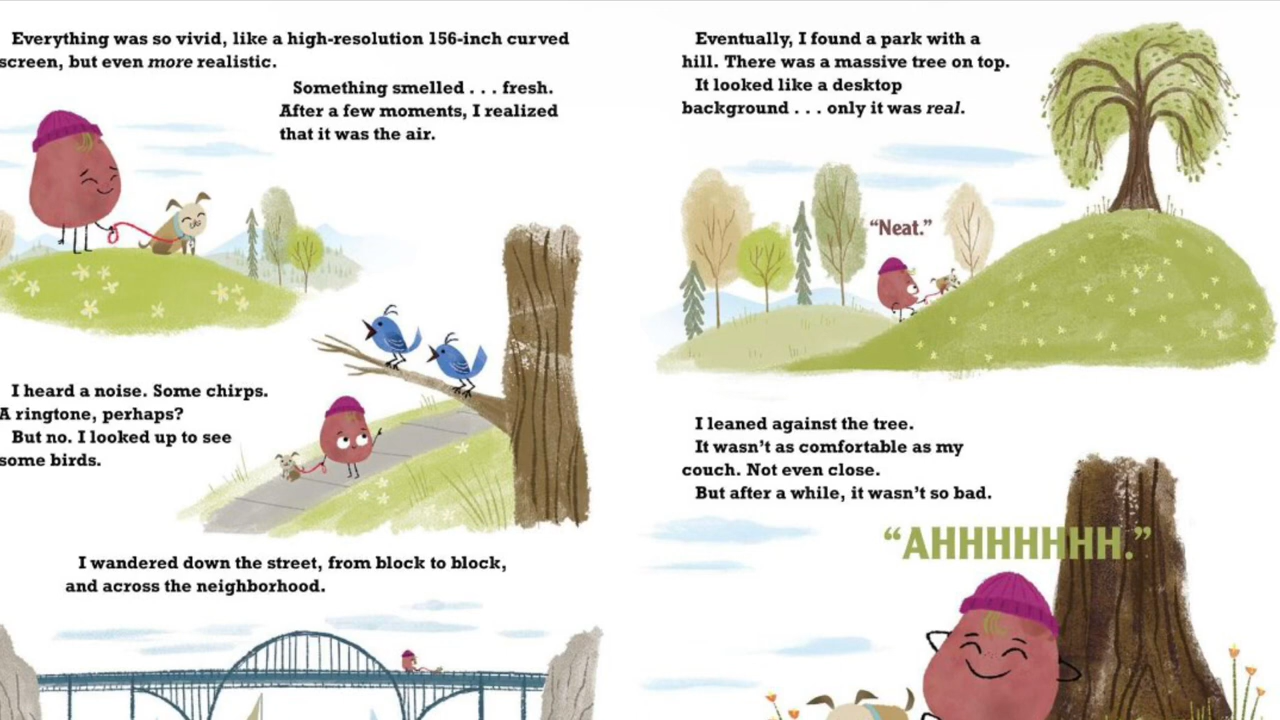 Everything was so vivid, like a high-resolution 156-inch curved
screen, but even more realistic.
Something smelled . . . fresh.
After a few moments, I realized
that it was the air.
I heard a noise. Some chirps.
A ringtone, perhaps?
But no. I looked up to see
some birds.
I wandered down the street, from block to block,
and across the neighborhood.
Eventually, I found a park with a
hill. There was a massive tree on top.
It looked like a desktop
background . . . only it was real.
“Neat.”
I leaned against the tree.
It wasn’t as comfortable as my
couch. Not even close.
But after a while, it wasn’t so bad.
“AHHHHHHH.”